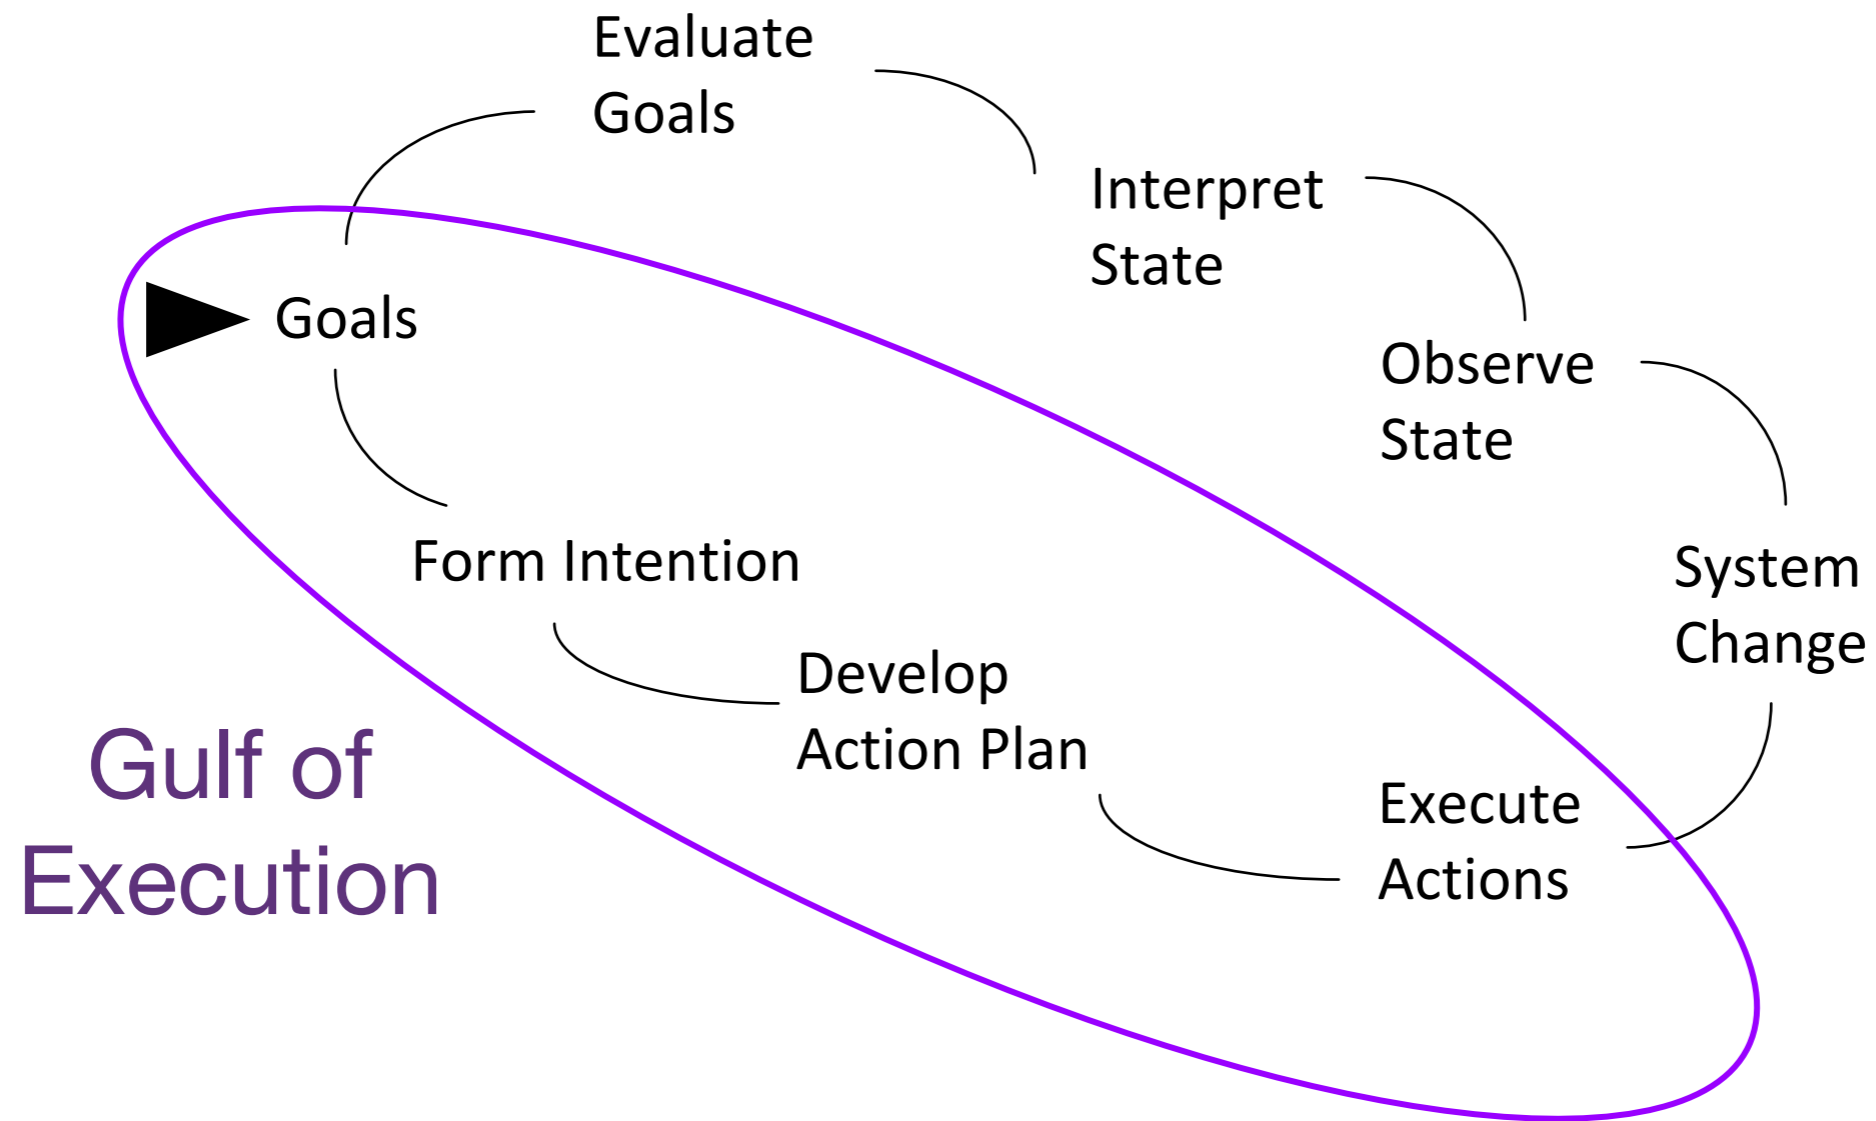 Evaluate
Goals
Interpret
State
Goals
Observe
State
Form Intention
System
Change
Develop
Action Plan
Gulf of
Execution
Execute
Actions